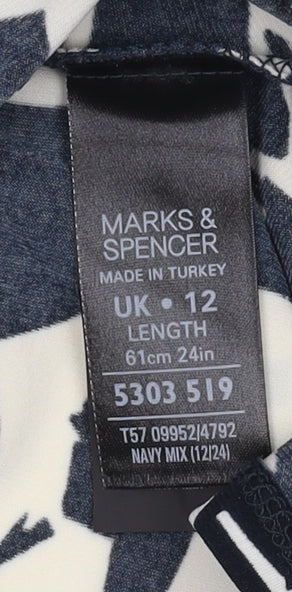 MARKS &
SPENCER
MADE IN TURKEY
UK • 12
LENGTH
61cm 24in
5303 519
T57 09952/4792
NAVY MIX (12/24)